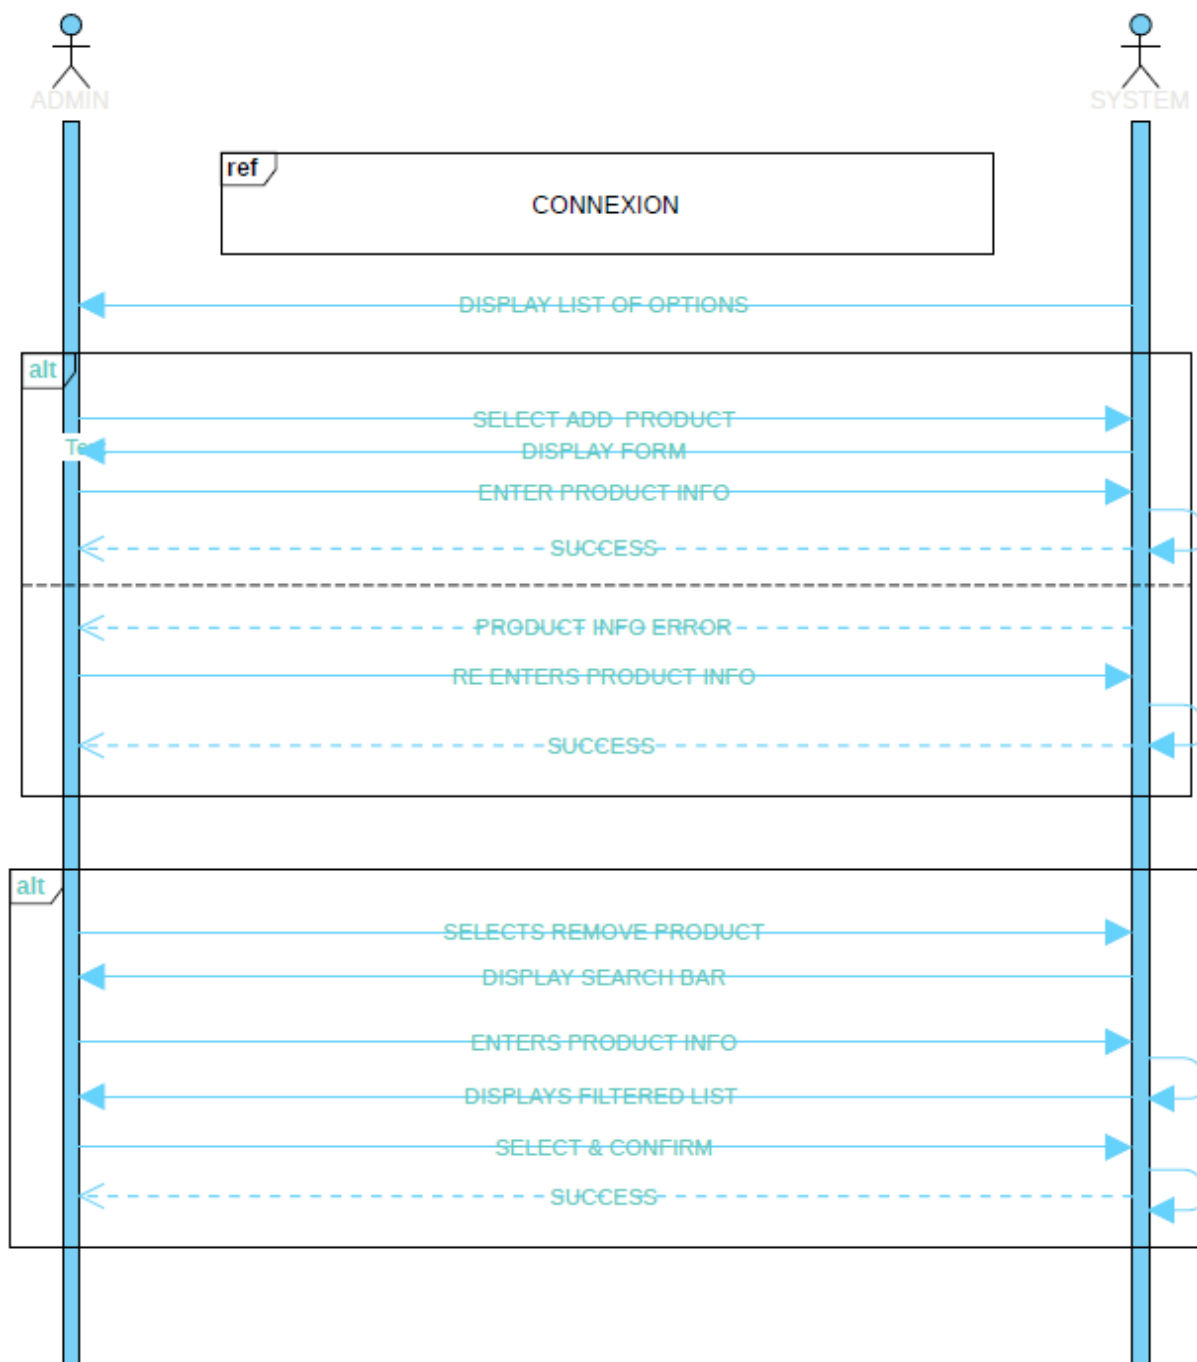 ADMIN
SYSTEM
ref
CONNEXION
DISPLAY LIST OF OPTIONS
alt
SELECT ADD PRODUCT
DISPLAY FORM
ENTER PRODUCT INFO
SUCCESS
PRODUCT INFO ERROR
RE ENTERS PRODUCT INFO
SUCCESS
alt
SELECTS REMOVE PRODUCT
DISPLAY SEARCH BAR
ENTERS PRODUCT INFO
DISPLAYS FILTERED LIST
SELECT & CONFIRM
SUCCESS